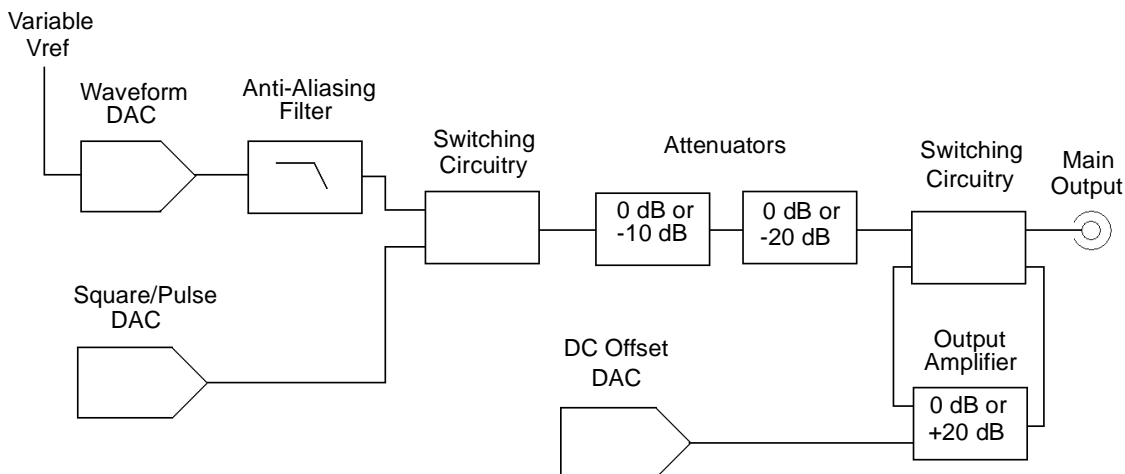 Variable
Vref
Waveform
DAC
Anti-Aliasing
Filter
Switching
Circuitry
Attenuators
Switching
Circuitry
Main
Output
0 dB or
-10 dB
0 dB or
-20 dB
Square/Pulse
DAC
DC Offset
DAC
Output
Amplifier
0 dB or
+20 dB